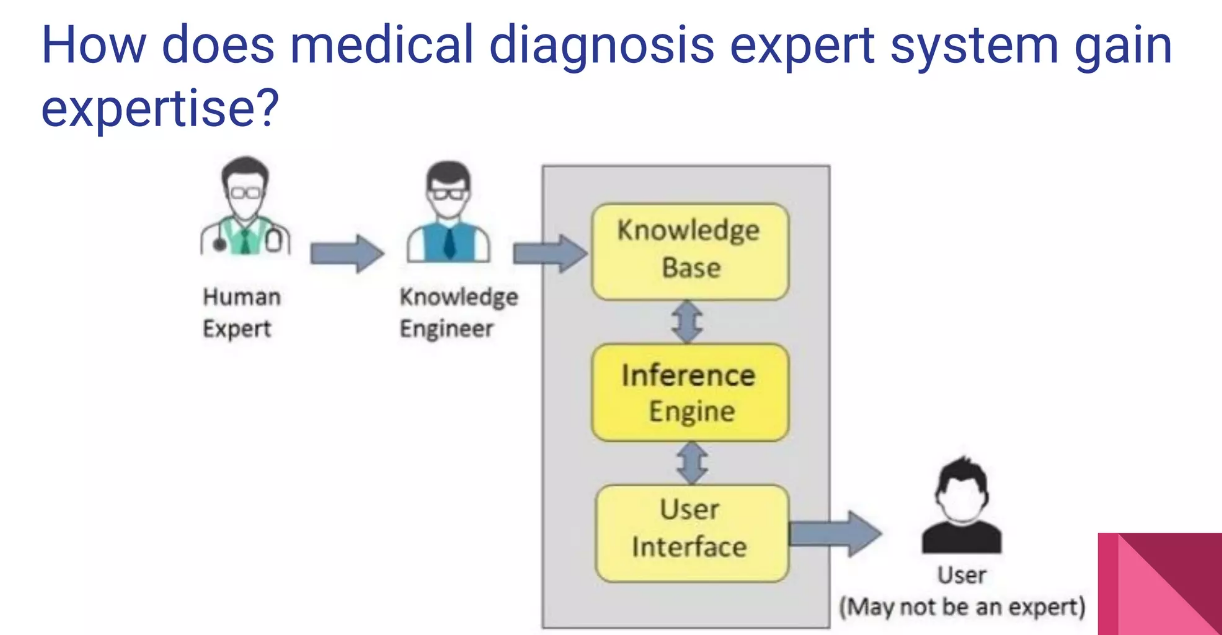 How does medical diagnosis expert system gain
expertise?
Human
Expert
Knowledge
Engineer
Knowledge
Base
Inference
Engine
User
Interface
User
(May not be an expert)